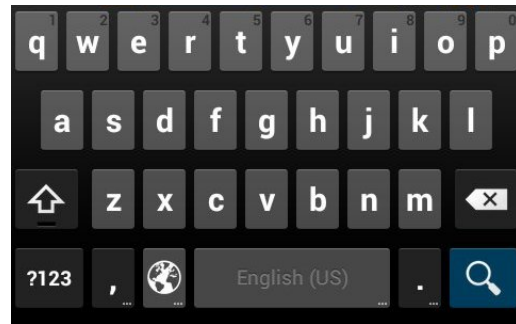 1 2 3 4 5 6 7 8 9 0
q w e r t y u i o p
a s d f g h j k l
z x c v b n m
?123 , ... ... English (US) ... . ...